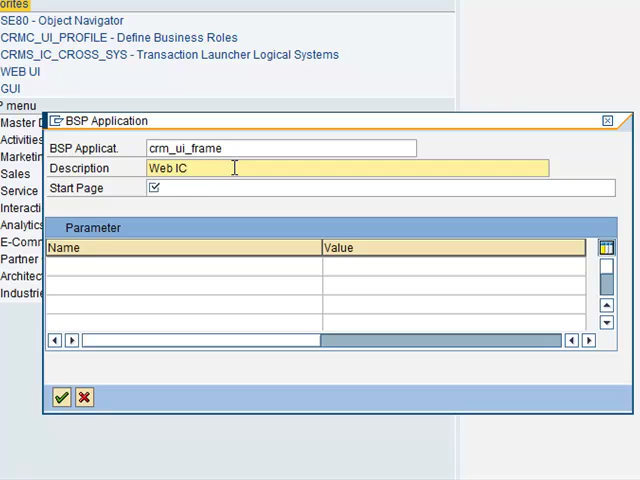 orites
SE80 - Object Navigator
CRMC_UI_PROFILE - Define Business Roles
CRMS_IC_CROSS_SYS - Transaction Launcher Logical Systems
WEB UI
GUI
P menu
Master D
Activities
Marketin
Sales
Service
Interacti
Analytics
E-Comm
Partner
Architect
Industrie
BSP Application
BSP Applicat. crm_ui_frame
Description Web IC
Start Page
Parameter
Name Value